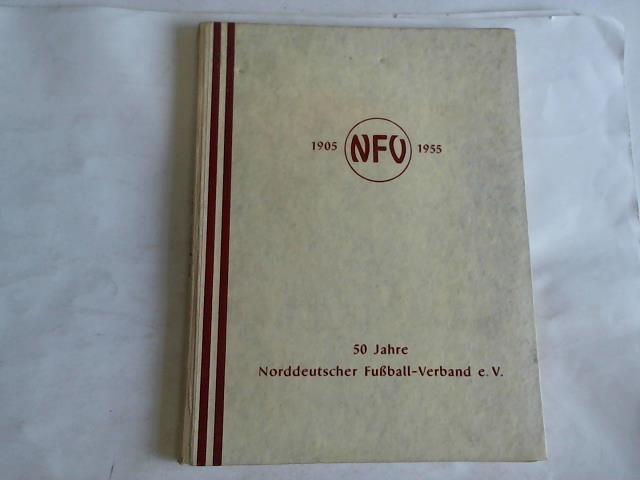 1905 NFV 1955
50 Jahre
Norddeutscher Fußball-Verband e. V.